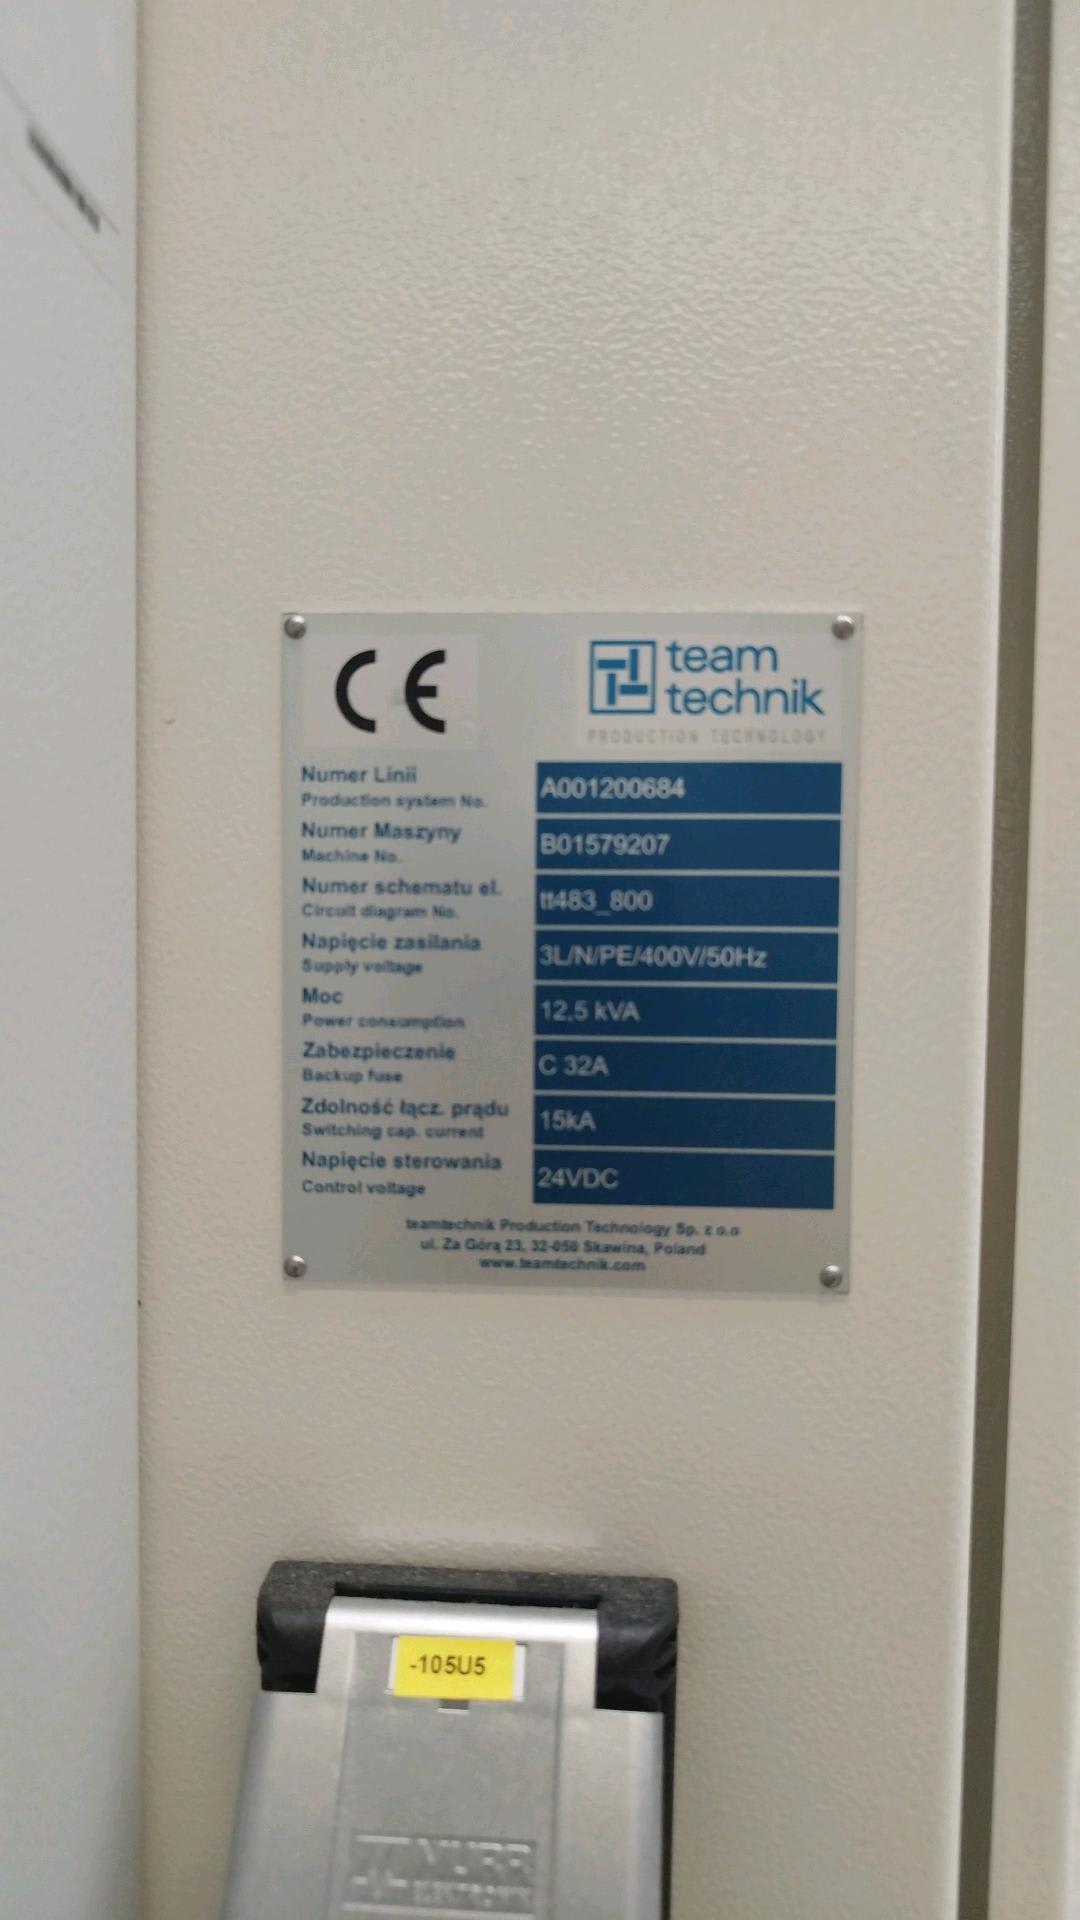 CE
team
technik
PRODUCTION TECHNOLOGY
Numer Linii
Production system No.
A001200684
Numer Maszyny
Machine No.
B01579207
Numer schematu el.
Circuit diagram No.
tt483_800
Napięcie zasilania
Supply voltage
3L/N/PE/400V/50Hz
Moc
Power consumption
12,5 kVA
Zabezpieczenie
Backup fuse
C 32A
Zdolność łącz. prądu
Switching cap. current
15kA
Napięcie sterowania
Control voltage
24VDC
teamtechnik Production Technology Sp. z o.o
ul. Za Górą 23, 32-050 Skawina, Poland
www.teamtechnik.com
-105U5
MURR
ELEKTRONIK